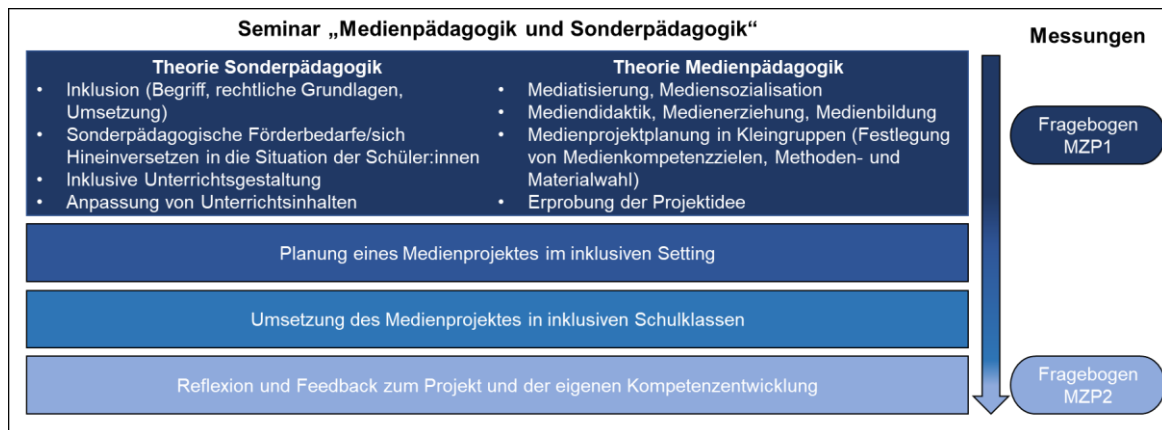 Seminar „Medienpädagogik und Sonderpädagogik“
Messungen
Theorie Sonderpädagogik
• Inklusion (Begriff, rechtliche Grundlagen,
Umsetzung)
• Sonderpädagogische Förderbedarfe/sich
Hineinversetzen in die Situation der Schüler:innen
• Inklusive Unterrichtsgestaltung
• Anpassung von Unterrichtsinhalten
Theorie Medienpädagogik
• Mediatisierung, Mediensozialisation
• Mediendidaktik, Medienerziehung, Medienbildung
• Medienprojektplanung in Kleingruppen (Festlegung
von Medienkompetenzzielen, Methoden- und
Materialwahl)
• Erprobung der Projektidee
Fragebogen
MZP1
Planung eines Medienprojektes im inklusiven Setting
Umsetzung des Medienprojektes in inklusiven Schulklassen
Reflexion und Feedback zum Projekt und der eigenen Kompetenzentwicklung
Fragebogen
MZP2